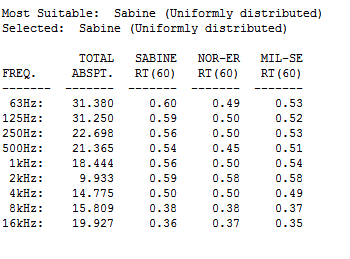 Most Suitable: Sabine (Uniformly distributed)
Selected: Sabine (Uniformly distributed)
TOTAL SABINE NOR-ER MIL-SE
FREQ. ABSPT. RT(60) RT(60) RT(60)
------- ------- ------- ------- -------
63Hz: 31.380 0.60 0.49 0.53
125Hz: 31.250 0.59 0.50 0.52
250Hz: 22.698 0.56 0.50 0.53
500Hz: 21.365 0.54 0.45 0.51
1kHz: 18.444 0.56 0.50 0.54
2kHz: 9.933 0.59 0.58 0.58
4kHz: 14.775 0.50 0.50 0.49
8kHz: 15.809 0.38 0.38 0.37
16kHz: 19.927 0.36 0.37 0.35